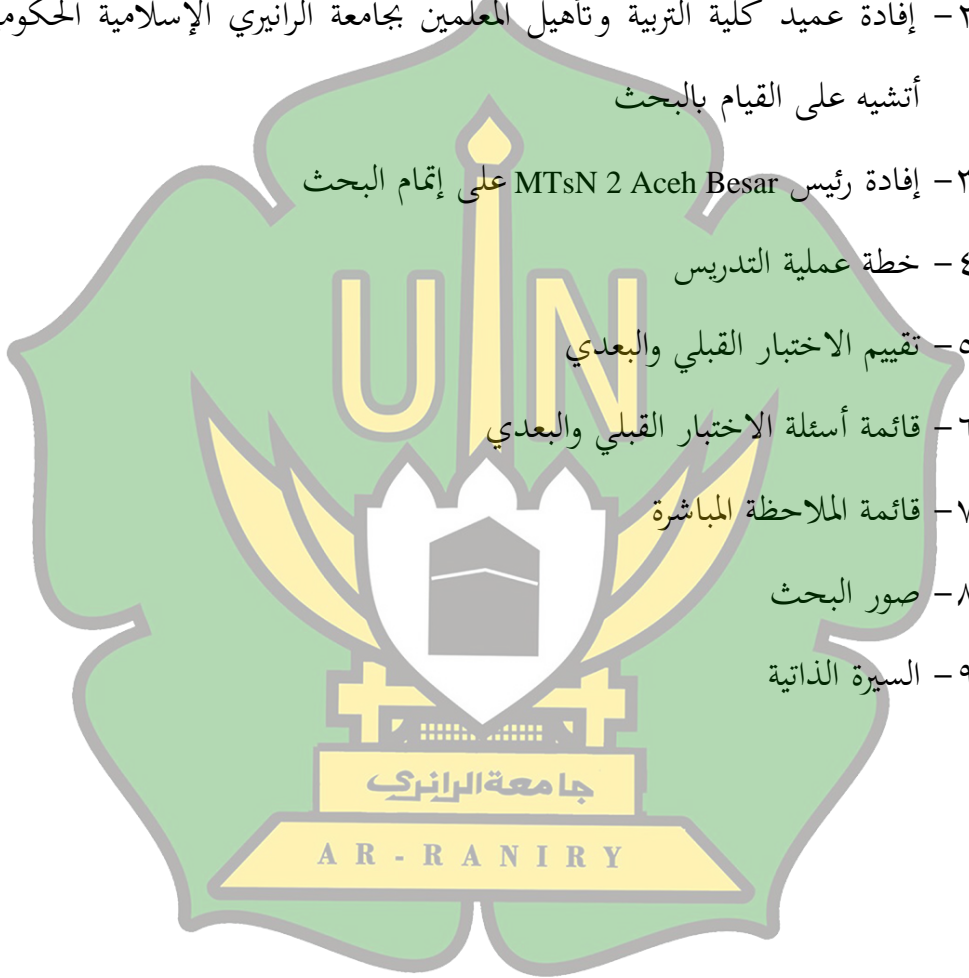 ٢- إفادة عميد كلية التربية وتأهيل المعلمين بجامعة الرانيري الإسلامية
أتشيه على القيام بالبحث
٣- إفادة رئيس MTsN 2 Aceh Besar على إتمام البحث
٤- خطة عملية التدريس
٥- تقييم الاختبار القبلي والبعدي
٦- قائمة أسئلة الاختبار القبلي والبعدي
٧- قائمة الملاحظة المباشرة
٨- صور البحث
٩- السيرة الذاتية
UIN
جامعة الرانري
AR-RANIRY